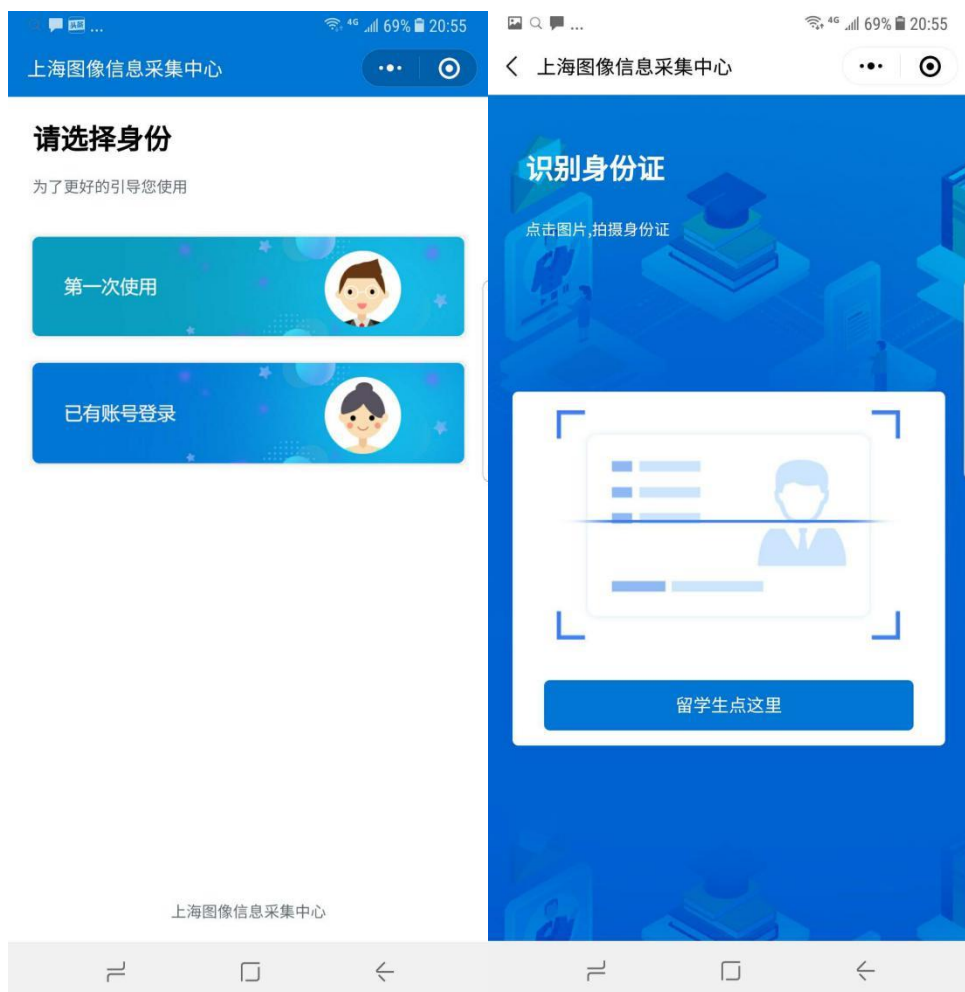 ... 4G 69% 20:55
上海图像信息采集中心
请选择身份
为了更好的引导您使用
第一次使用
已有账号登录
上海图像信息采集中心
... 4G 69% 20:55
上海图像信息采集中心
识别身份证
点击图片,拍摄身份证
留学生点这里